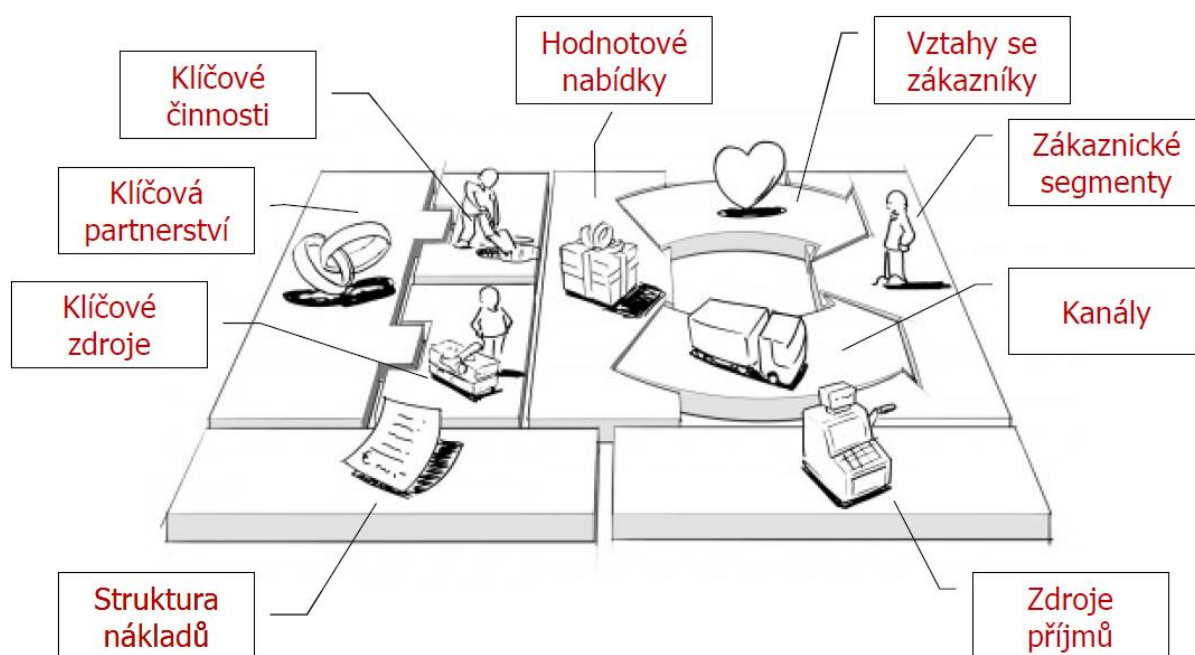 Hodnotové
nabídky
Vztahy se
zákazníky
Klíčové
činnosti
Zákaznické
segmenty
Klíčová
partnerství
Klíčové
zdroje
Kanály
Struktura
nákladů
Zdroje
příjmů